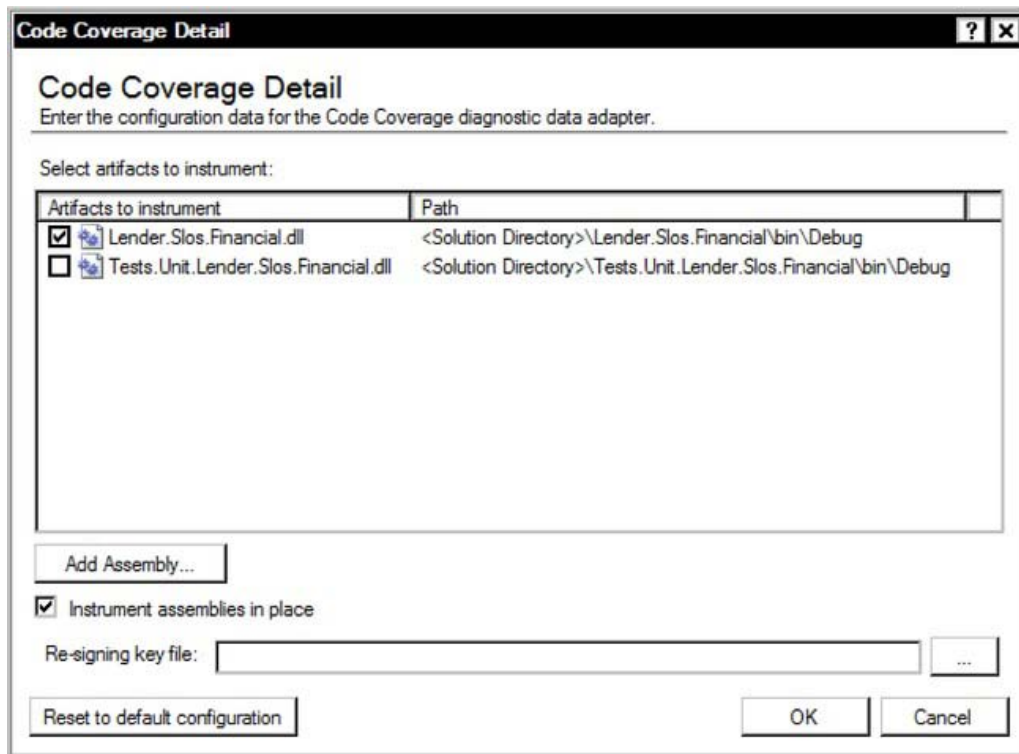 Code Coverage Detail
? X
Code Coverage Detail
Enter the configuration data for the Code Coverage diagnostic data adapter.
Select artifacts to instrument:
Artifacts to instrument Path
Lender.Slos.Financial.dll <Solution Directory>\Lender.Slos.Financial\bin\Debug
Tests.Unit.Lender.Slos.Financial.dll <Solution Directory>\Tests.Unit.Lender.Slos.Financial\bin\Debug
Add Assembly...
Instrument assemblies in place
Re-signing key file: ...
Reset to default configuration OK Cancel